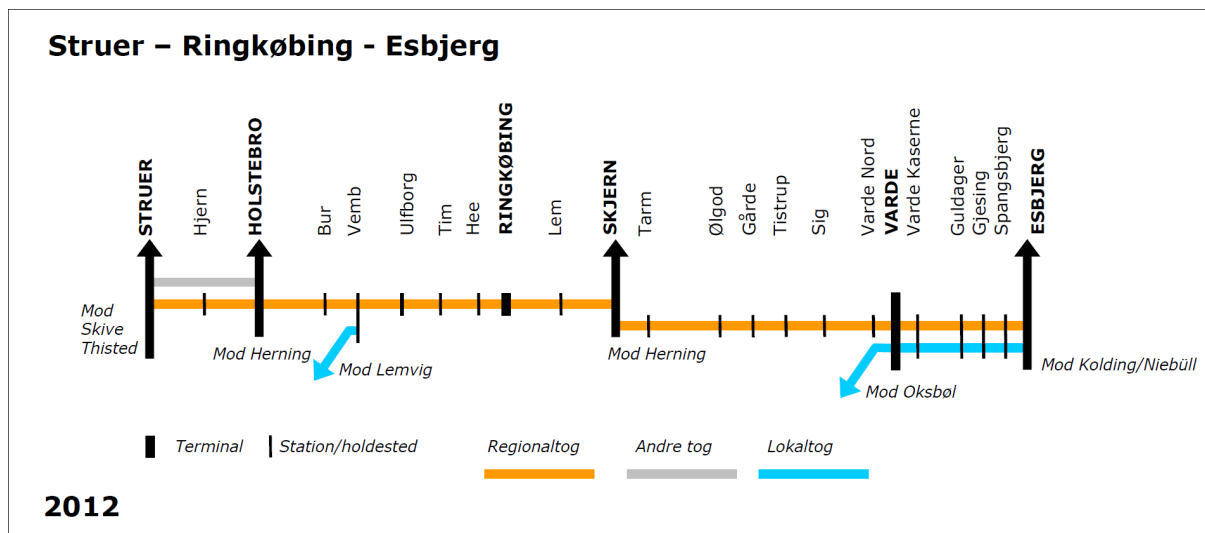 Struer – Ringkøbing - Esbjerg
STRUER
Hjern
HOLSTEBRO
Bur
Vemb
Ulfborg
Tim
Hee
RINGKØBING
Lem
SKJERN
Tarm
Ølgod
Gårde
Tistrup
Sig
Varde Nord
VARDE
Varde Kaserne
Guldager
Gjesing
Spangsbjerg
ESBJERG
Mod
Skive
Thisted
Mod Herning
Mod Lemvig
Mod Herning
Mod Oksbøl
Mod Kolding/Niebüll
Terminal
Station/holdested
Regionaltog
Andre tog
Lokaltog
2012